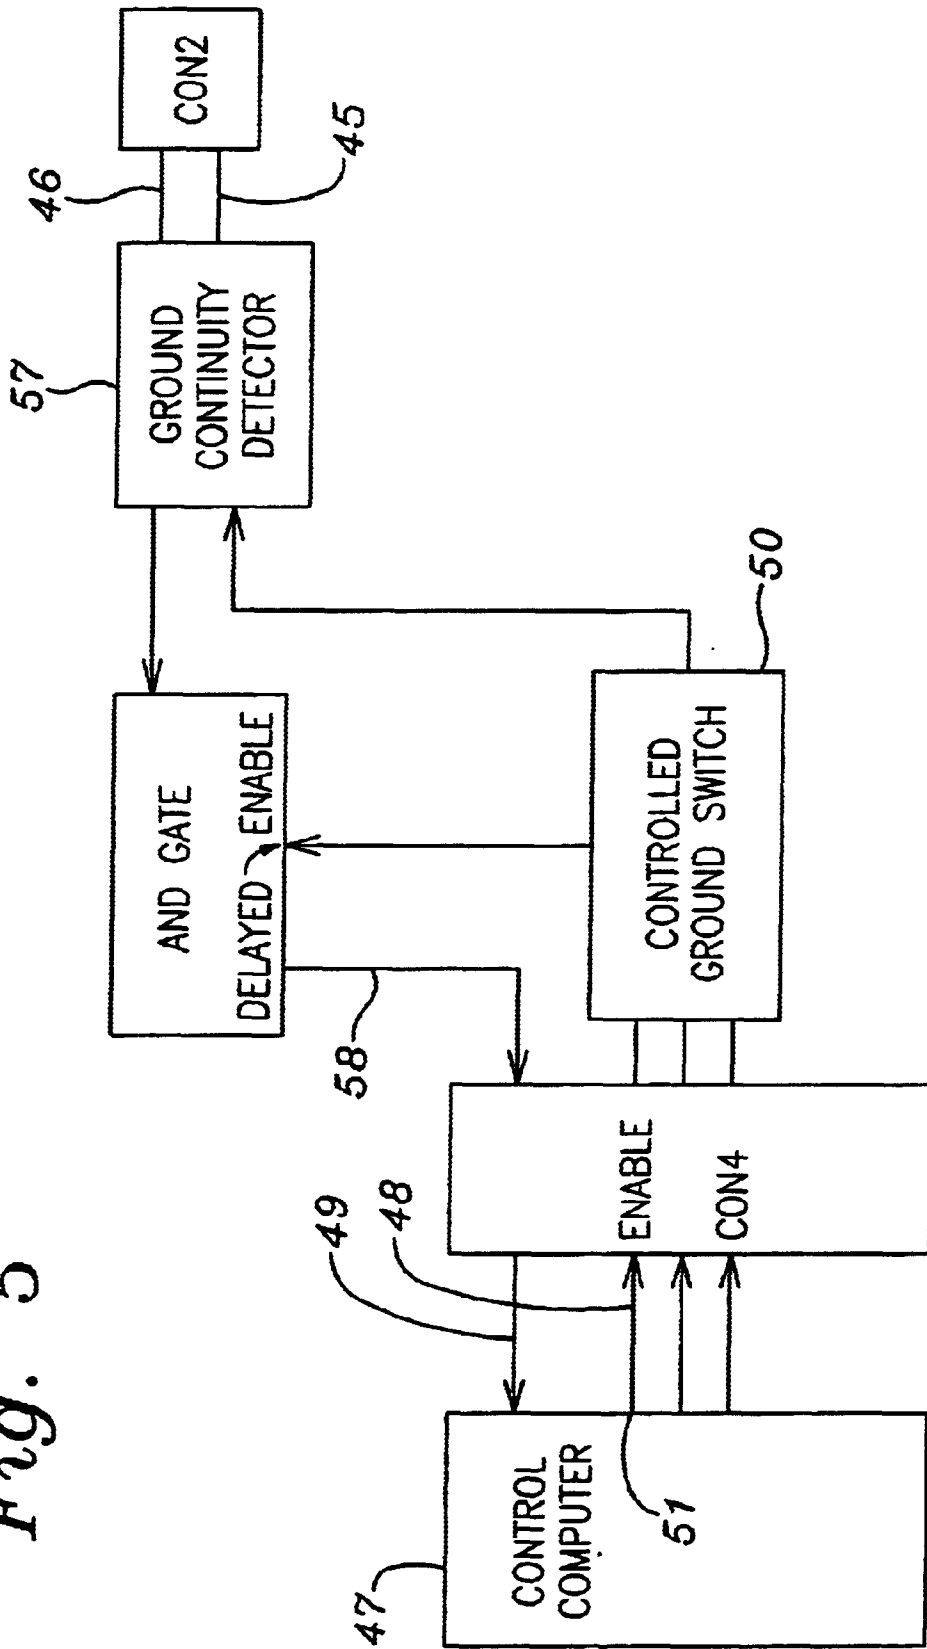 Fig. 5
47
CONTROL
COMPUTER
51
49
48
ENABLE
CON4
58
AND GATE
DELAYED ENABLE
CONTROLLED
GROUND SWITCH
50
57
GROUND
CONTINUITY
DETECTOR
46
45
CON2